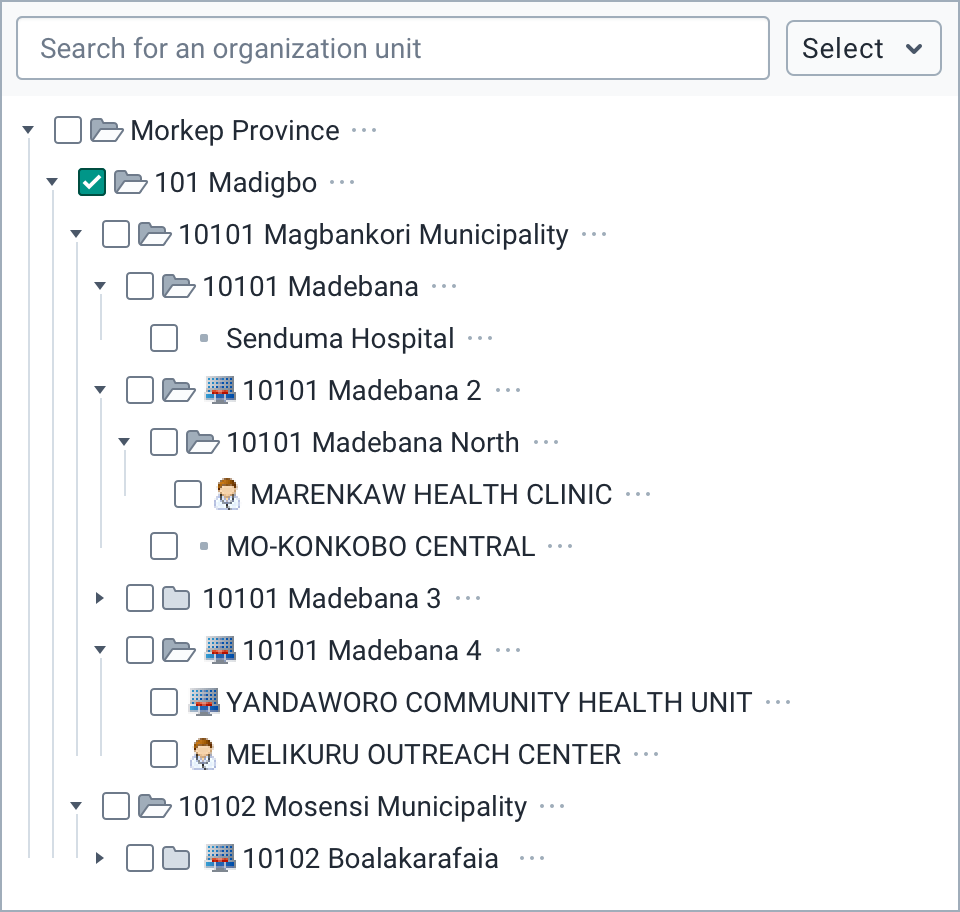 Search for an organization unit
Select
Morkep Province ···
101 Madigbo ···
10101 Magbankori Municipality ···
10101 Madebana ···
Senduma Hospital ···
10101 Madebana 2 ···
10101 Madebana North ···
MARENKAW HEALTH CLINIC ···
MO-KONKOBO CENTRAL ···
10101 Madebana 3 ···
10101 Madebana 4 ···
YANDAWORO COMMUNITY HEALTH UNIT ···
MELIKURU OUTREACH CENTER ···
10102 Mosensi Municipality ···
10102 Boalakarafaia ···